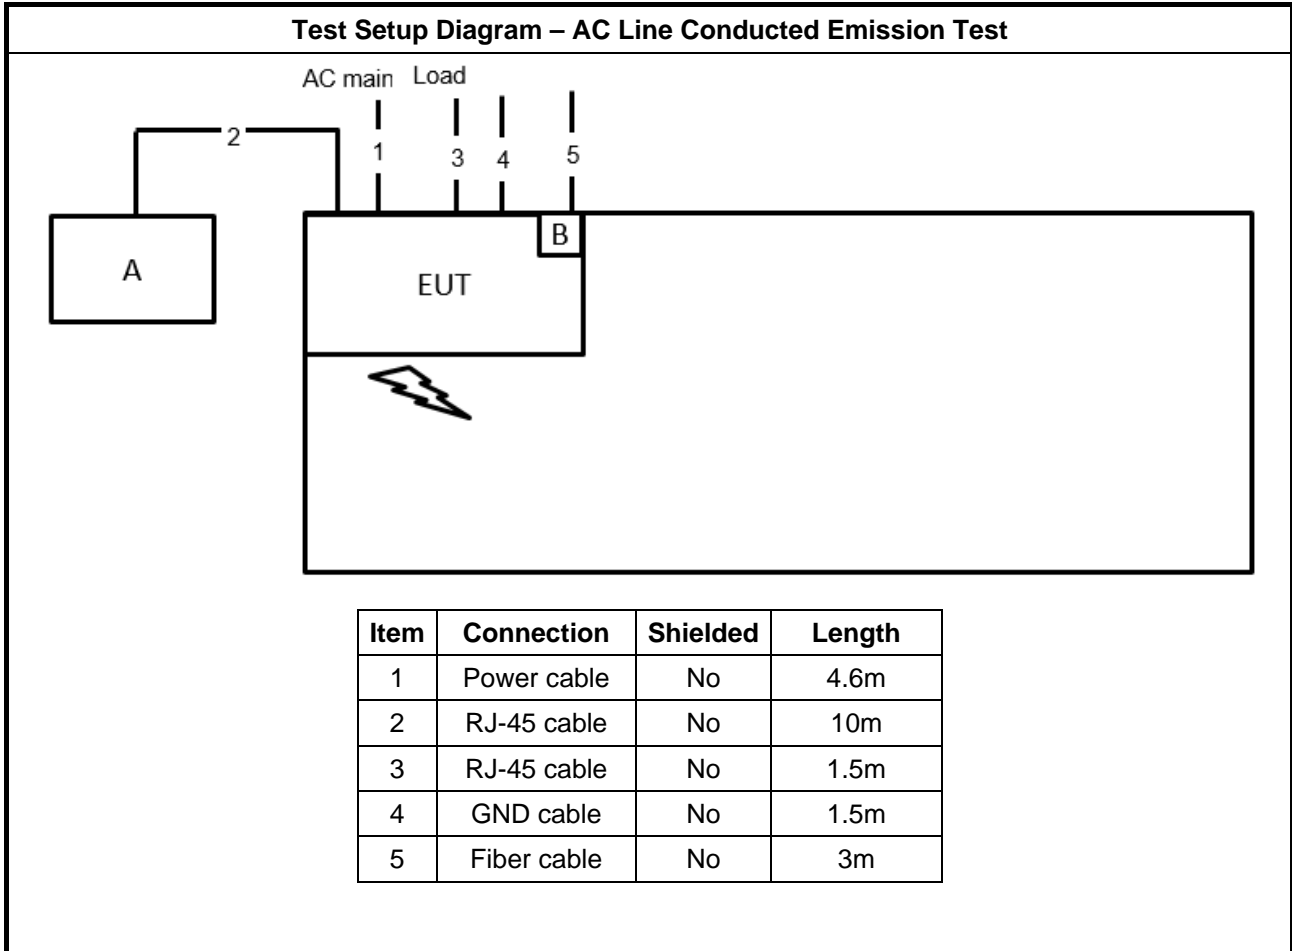 Test Setup Diagram – AC Line Conducted Emission Test
AC main Load
2
1 3 4 5
B
A
EUT
Item Connection Shielded Length
1 Power cable No 4.6m
2 RJ-45 cable No 10m
3 RJ-45 cable No 1.5m
4 GND cable No 1.5m
5 Fiber cable No 3m